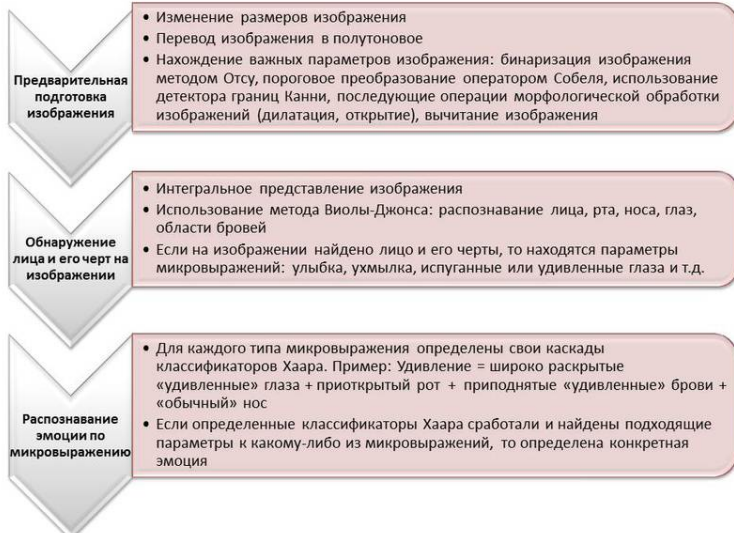 Предварительная
подготовка
изображения
• Изменение размеров изображения
• Перевод изображения в полутоновое
• Нахождение важных параметров изображения: бинаризация изображения
методом Отсу, пороговое преобразование оператором Собеля, использование
детектора границ Канни, последующие операции морфологической обработки
изображений (дилатация, открытие), вычитание изображения
Обнаружение
лица и его черт на
изображении
• Интегральное представление изображения
• Использование метода Виолы-Джонса: распознавание лица, рта, носа, глаз,
области бровей
• Если на изображении найдено лицо и его черты, то находятся параметры
микровыражений: улыбка, ухмылка, испуганные или удивленные глаза и т.д.
Распознавание
эмоции по
микровыражению
• Для каждого типа микровыражения определены свои каскады
классификаторов Хаара. Пример: Удивление = широко раскрытые
«удивленные» глаза + приоткрытый рот + приподнятые «удивленные» брови +
«обычный» нос
• Если определенные классификаторы Хаара сработали и найдены подходящие
параметры к какому-либо из микровыражений, то определена конкретная
эмоция